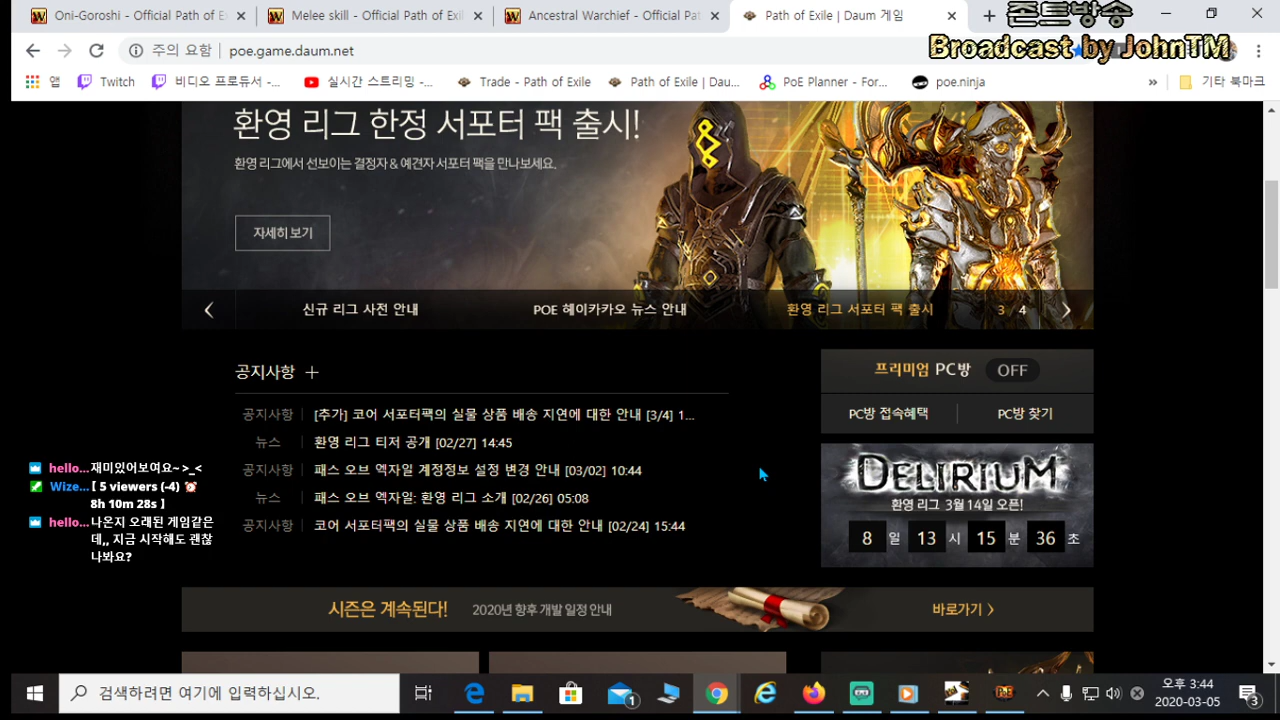 Oni-Goroshi - Official Path of E
Melee skill - Official Path of Exil
Ancestral Warchief - Official Pat
Path of Exile | Daum 게임
존트방송
Broadcast by JohnTM
주의 요함
poe.game.daum.net
앱
Twitch
비디오 프로듀서 -...
실시간 스트리밍 -...
Trade - Path of Exile
Path of Exile | Dau...
PoE Planner - For...
poe.ninja
»
기타 북마크
환영 리그 한정 서포터 팩 출시!
환영 리그에서 선보이는 결정자 & 예견자 서포터 팩을 만나보세요.
자세히 보기
신규 리그 사전 안내
POE 헤이카카오 뉴스 안내
환영 리그 서포터 팩 출시
3 / 4
공지사항 +
공지사항 [추가] 코어 서포터팩의 실물 상품 배송 지연에 대한 안내 [3/4] 1...
뉴스 환영 리그 티저 공개 [02/27] 14:45
공지사항 패스 오브 엑자일 계정정보 설정 변경 안내 [03/02] 10:44
뉴스 패스 오브 엑자일: 환영 리그 소개 [02/26] 05:08
공지사항 코어 서포터팩의 실물 상품 배송 지연에 대한 안내 [02/24] 15:44
프리미엄 PC방 OFF
PC방 접속혜택
PC방 찾기
DELIRIUM
환영 리그 3월 14일 오픈!
8 일 13 시 15 분 36 초
hello... 재미있어보여요~ >_<
Wize... 【 5 viewers (-4) ⏰
8h 10m 28s 】
hello... 나온지 오래된 게임같은
데,, 지금 시작해도 괜찮
나봐요?
시즌은 계속된다!
2020년 향후 개발 일정 안내
바로가기 >
검색하려면 여기에 입력하십시오.
1
오후 3:44
2020-03-05
3